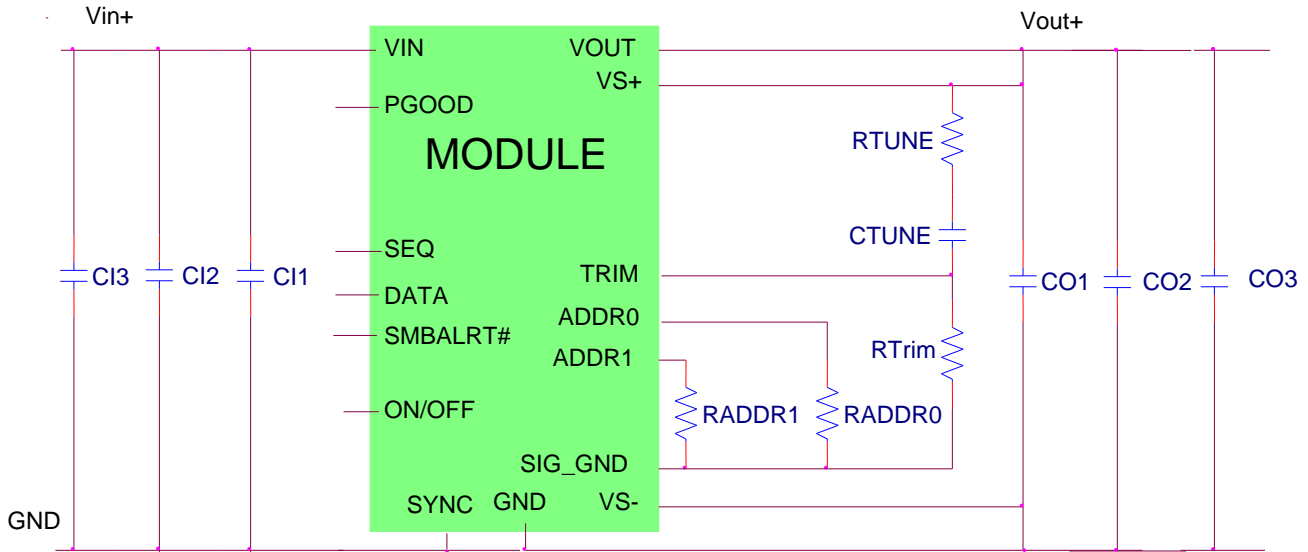 Vin+
Vout+
VIN
VOUT
VS+
PGOOD
MODULE
RTUNE
CTUNE
SEQ
TRIM
CI3
CI2
CI1
CO1
CO2
CO3
DATA
ADDR0
SMBALRT#
ADDR1
RTrim
ON/OFF
RADDR1
RADDR0
SIG_GND
SYNC
GND
VS-
GND